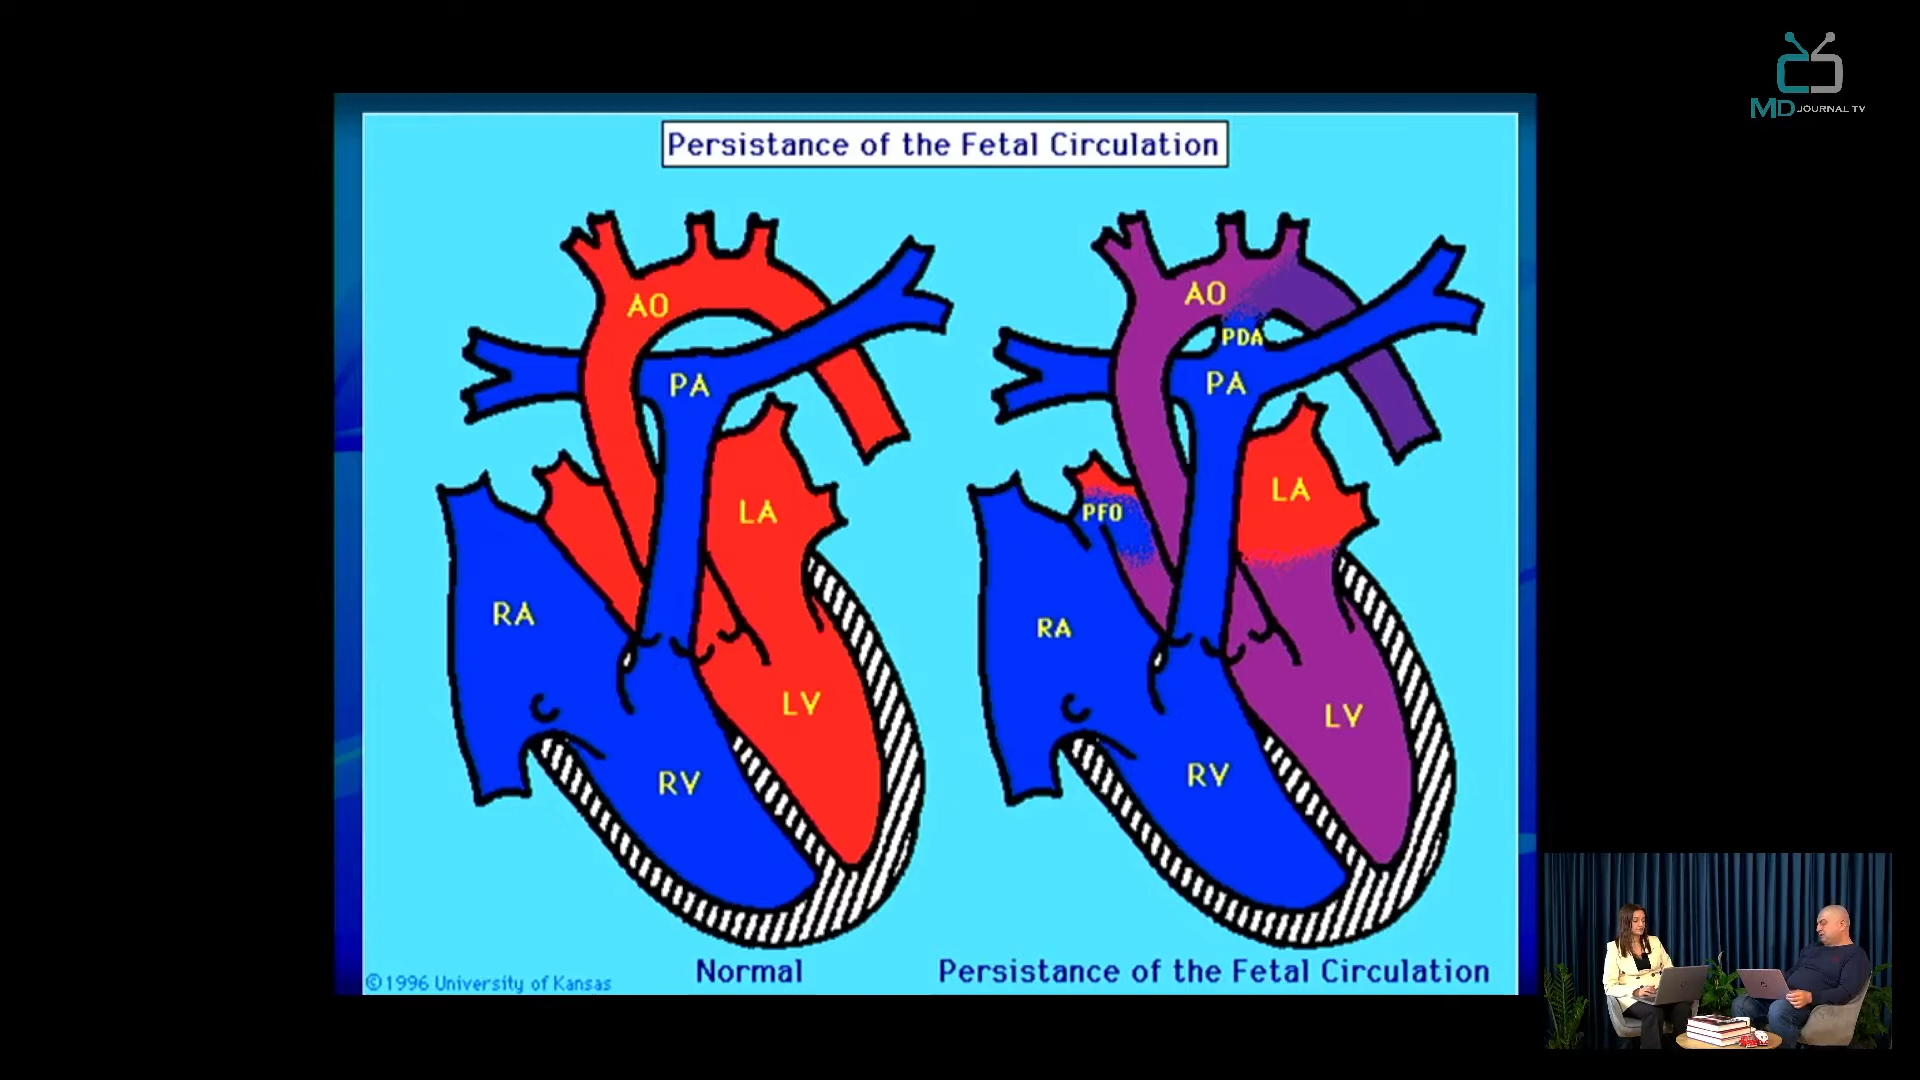 MD JOURNAL TV
Persistance of the Fetal Circulation
AO
PA
LA
RA
LV
RV
Normal
©1996 University of Kansas
AO
PDA
PA
LA
PFO
RA
LV
RV
Persistance of the Fetal Circulation